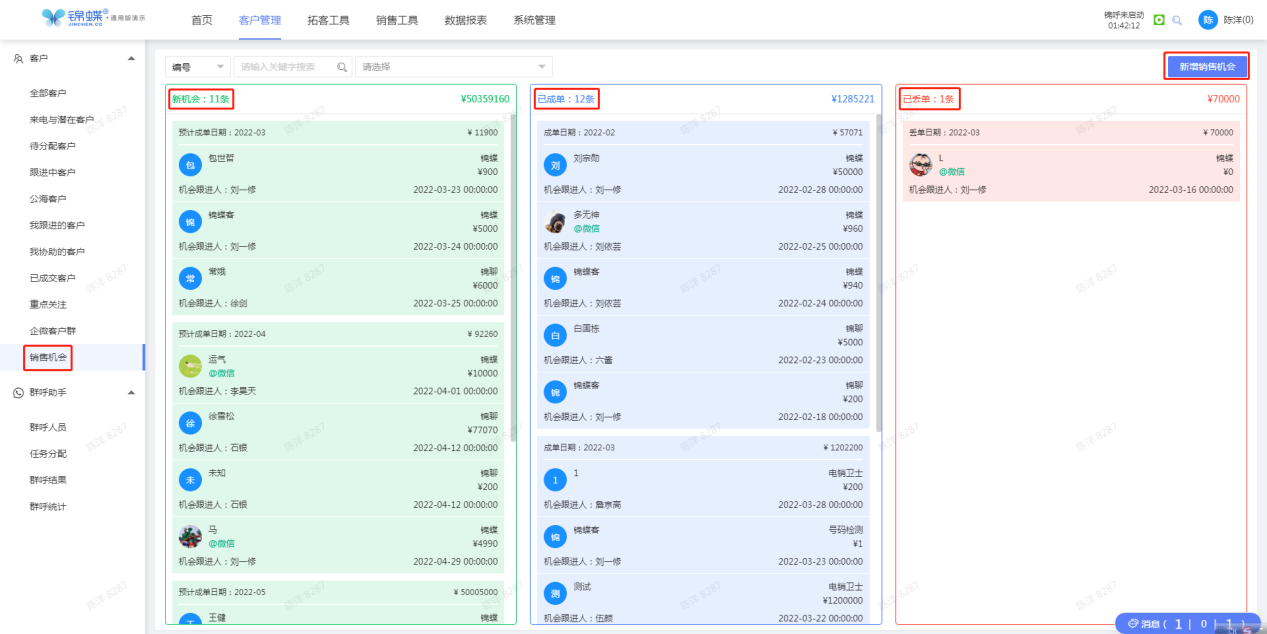 锦蝶® · 通用版演示
JINCHEN.CC
首页 客户管理 拓客工具 销售工具 数据报表 系统管理
锦呼未启动
01:42:12
陈 陈洋(0)
客户
全部客户
来电与潜在客户
待分配客户
跟进中客户
公海客户
我跟进的客户
我协助的客户
已成交客户
重点关注
企微客户群
销售机会
群呼助手
群呼人员
任务分配
群呼结果
群呼统计
编号 请输入关键字搜索 请选择
新增销售机会
新机会：11条 ¥50359160
预计成单日期：2022-03 ¥ 11900
包 包世哲 锦蝶
¥900
机会跟进人：刘一修 2022-03-23 00:00:00
锦 锦蝶客 锦蝶
¥5000
机会跟进人：刘一修 2022-03-24 00:00:00
常 常娥 锦聊
¥6000
机会跟进人：徐剑 2022-03-25 00:00:00
预计成单日期：2022-04 ¥ 92260
运气 锦蝶
@微信 ¥10000
机会跟进人：李昊天 2022-04-01 00:00:00
徐 徐雪松 锦聊
¥77070
机会跟进人：石银 2022-04-12 00:00:00
未 未知 锦聊
¥200
机会跟进人：石银 2022-04-12 00:00:00
马 锦蝶
@微信 ¥4990
机会跟进人：刘一修 2022-04-29 00:00:00
预计成单日期：2022-05 ¥ 50005000
王 王健 锦蝶
已成单：12条 ¥1285221
成单日期：2022-02 ¥ 57071
刘 刘宗勋 锦蝶
¥50000
机会跟进人：刘一修 2022-02-28 00:00:00
多无神 锦蝶
@微信 ¥960
机会跟进人：刘依芸 2022-02-25 00:00:00
锦 锦蝶客 锦蝶
¥940
机会跟进人：刘依芸 2022-02-24 00:00:00
白 白国栋 锦聊
¥5000
机会跟进人：六酱 2022-02-23 00:00:00
锦 锦蝶客 锦聊
¥200
机会跟进人：刘一修 2022-02-18 00:00:00
成单日期：2022-03 ¥ 1202200
1 1 电销卫士
¥200
机会跟进人：詹京高 2022-03-28 00:00:00
锦 锦蝶客 号码检测
¥1
机会跟进人：刘一修 2022-03-23 00:00:00
测 测试 电销卫士
¥1200000
机会跟进人：伍颜 2022-03-22 00:00:00
已丢单：1条 ¥70000
丢单日期：2022-03 ¥ 70000
L 锦蝶
@微信 ¥0
机会跟进人：刘一修 2022-03-16 00:00:00
消息( 1 | 0 | 1 )
陈洋 8287